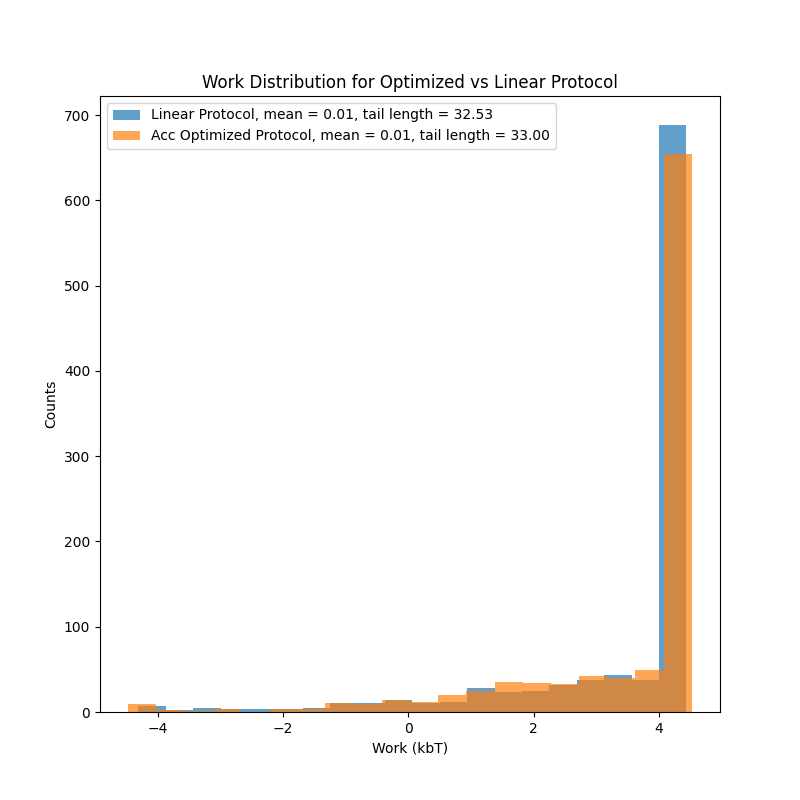 Work Distribution for Optimized vs Linear Protocol
Linear Protocol, mean = 0.01, tail length = 32.53
Acc Optimized Protocol, mean = 0.01, tail length = 33.00
700
600
500
400
300
200
100
0
Counts
−4
−2
0
2
4
Work (kbT)